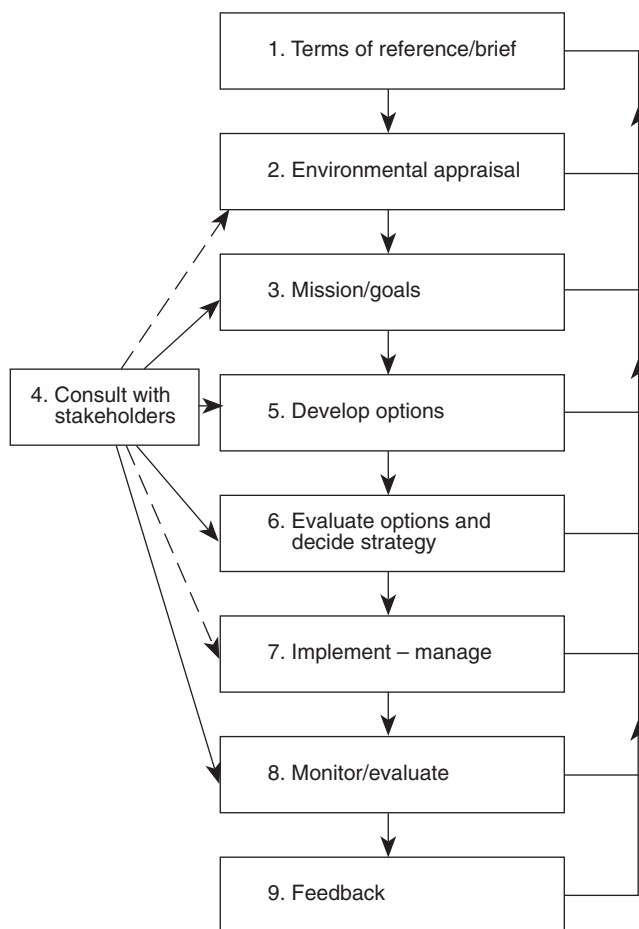 1. Terms of reference/brief
2. Environmental appraisal
3. Mission/goals
4. Consult with
stakeholders
5. Develop options
6. Evaluate options and
decide strategy
7. Implement – manage
8. Monitor/evaluate
9. Feedback